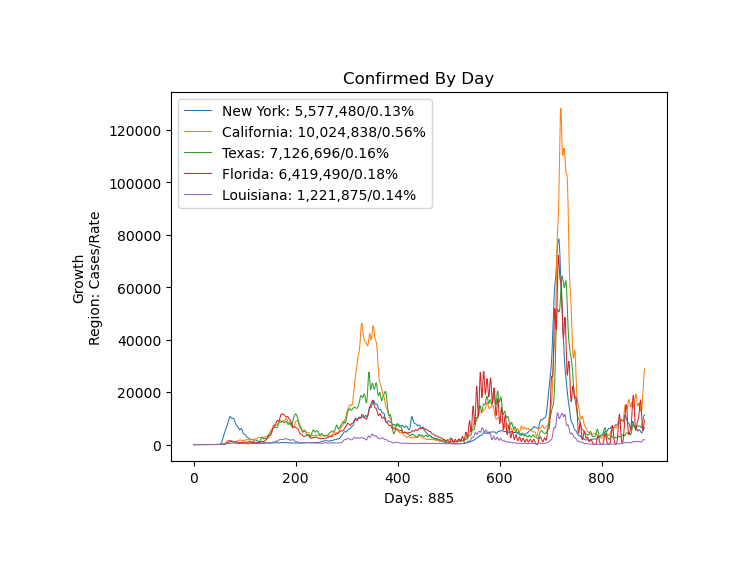 Confirmed By Day
New York: 5,577,480/0.13%
California: 10,024,838/0.56%
Texas: 7,126,696/0.16%
Florida: 6,419,490/0.18%
Louisiana: 1,221,875/0.14%
120000
100000
80000
60000
40000
20000
0
Growth
Region: Cases/Rate
0 200 400 600 800
Days: 885